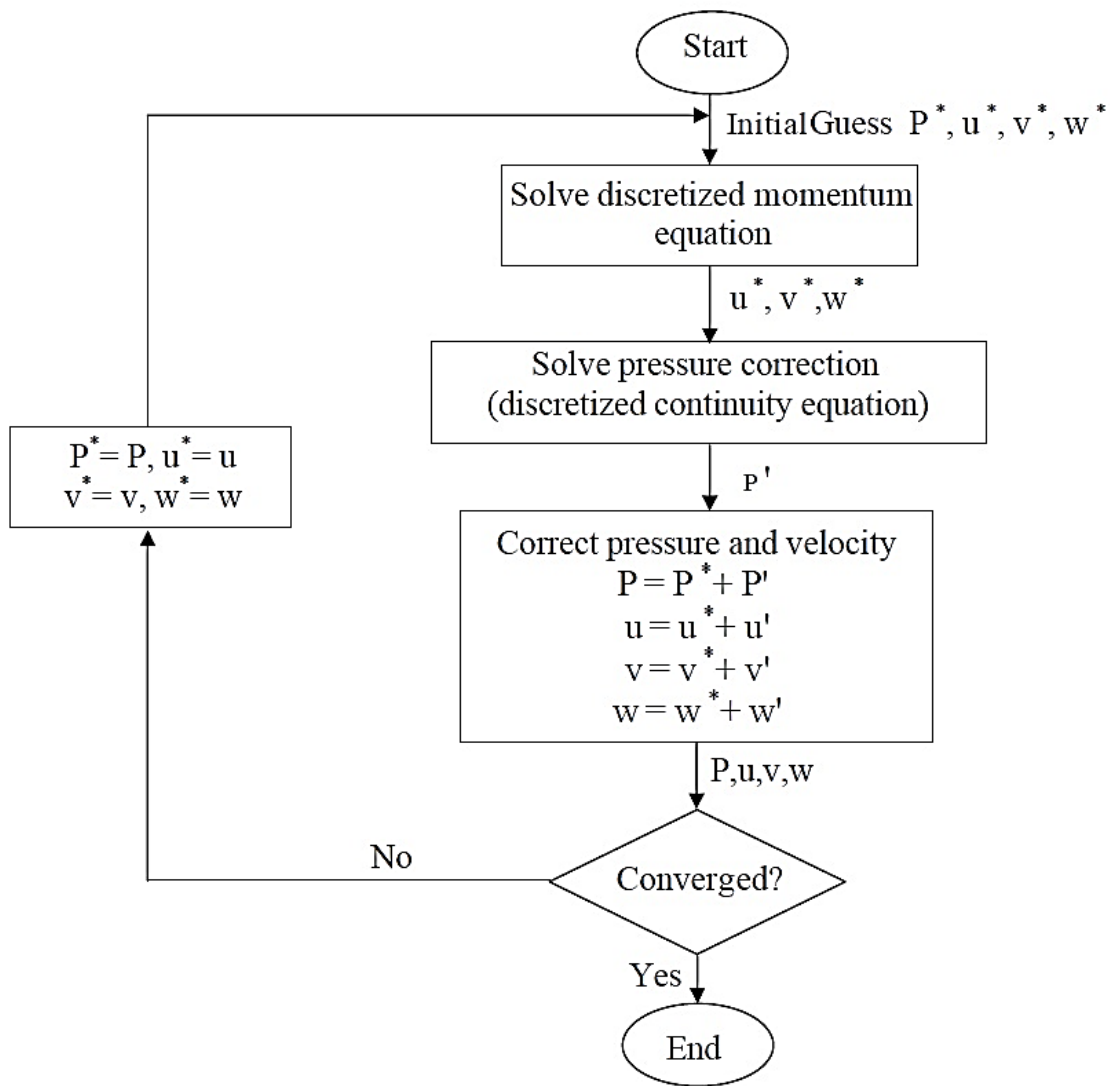 Start
InitialGuess P*, u*, v*, w*
Solve discretized momentum
equation
u*, v*,w*
Solve pressure correction
(discretized continuity equation)
P'
Correct pressure and velocity
P = P*+ P'
u = u*+ u'
v = v*+ v'
w = w*+ w'
P,u,v,w
Converged?
No
P*= P, u*= u
v*= v, w*= w
Yes
End